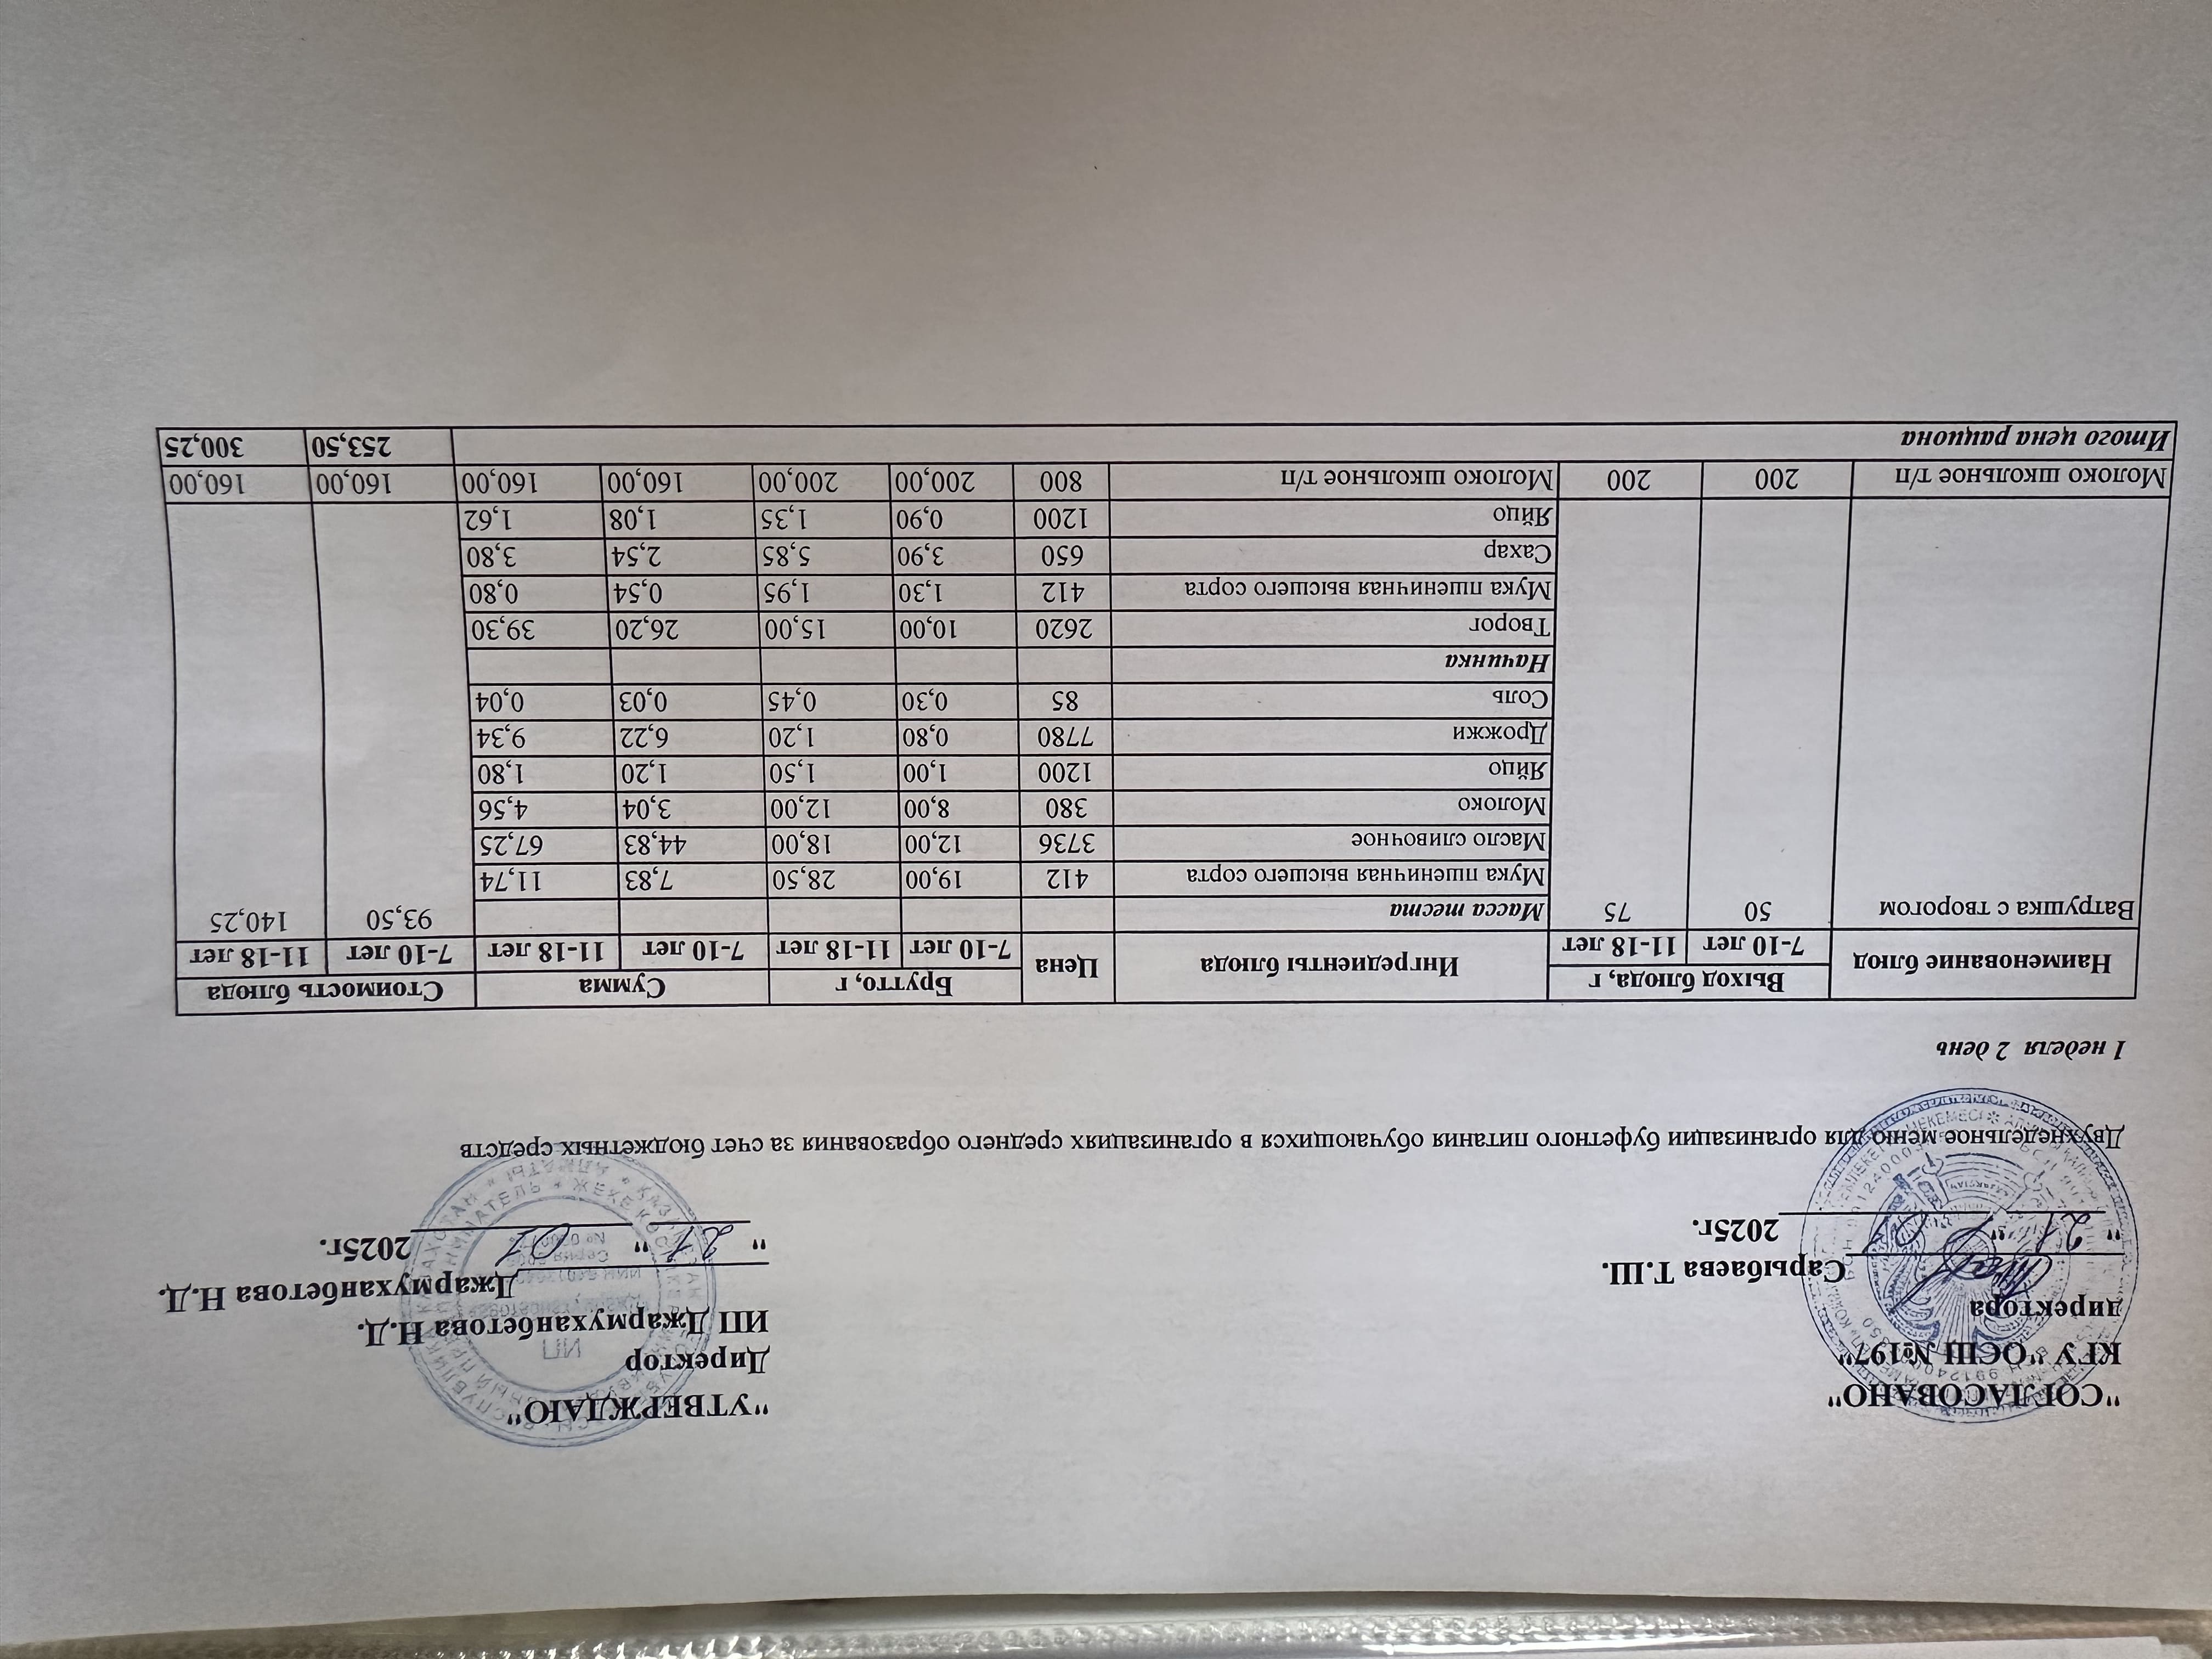 "СОГЛАСОВАНО" "УТВЕРЖДАЮ"
КГУ "ОСШ №197" Директор
директора ИП Джармуханбетова Н.Д.
Сарыбаева Т.Ш. Джармуханбетова Н.Д.
"21" 01 2025г. "21" 01 2025г.
Двухнедельное меню для организации буфетного питания обучающихся в организациях среднего образования за счет бюджетных средств
1 неделя 2 день
Наименование блюд Выход блюда, г Ингредиенты блюда Цена Брутто, г Сумма Стоимость блюда
7-10 лет 11-18 лет 7-10 лет 11-18 лет 7-10 лет 11-18 лет 7-10 лет 11-18 лет
Ватрушка с творогом 50 75 Масса теста 93,50 140,25
Мука пшеничная высшего сорта 412 19,00 28,50 7,83 11,74
Масло сливочное 3736 12,00 18,00 44,83 67,25
Молоко 380 8,00 12,00 3,04 4,56
Яйцо 1200 1,00 1,50 1,20 1,80
Дрожжи 7780 0,80 1,20 6,22 9,34
Соль 85 0,30 0,45 0,03 0,04
Начинка
Творог 2620 10,00 15,00 26,20 39,30
Мука пшеничная высшего сорта 412 1,30 1,95 0,54 0,80
Сахар 650 3,90 5,85 2,54 3,80
Яйцо 1200 0,90 1,35 1,08 1,62
Молоко школьное т/п 200 200 Молоко школьное т/п 800 200,00 200,00 160,00 160,00 160,00 160,00
Итого цена рациона 253,50 300,25